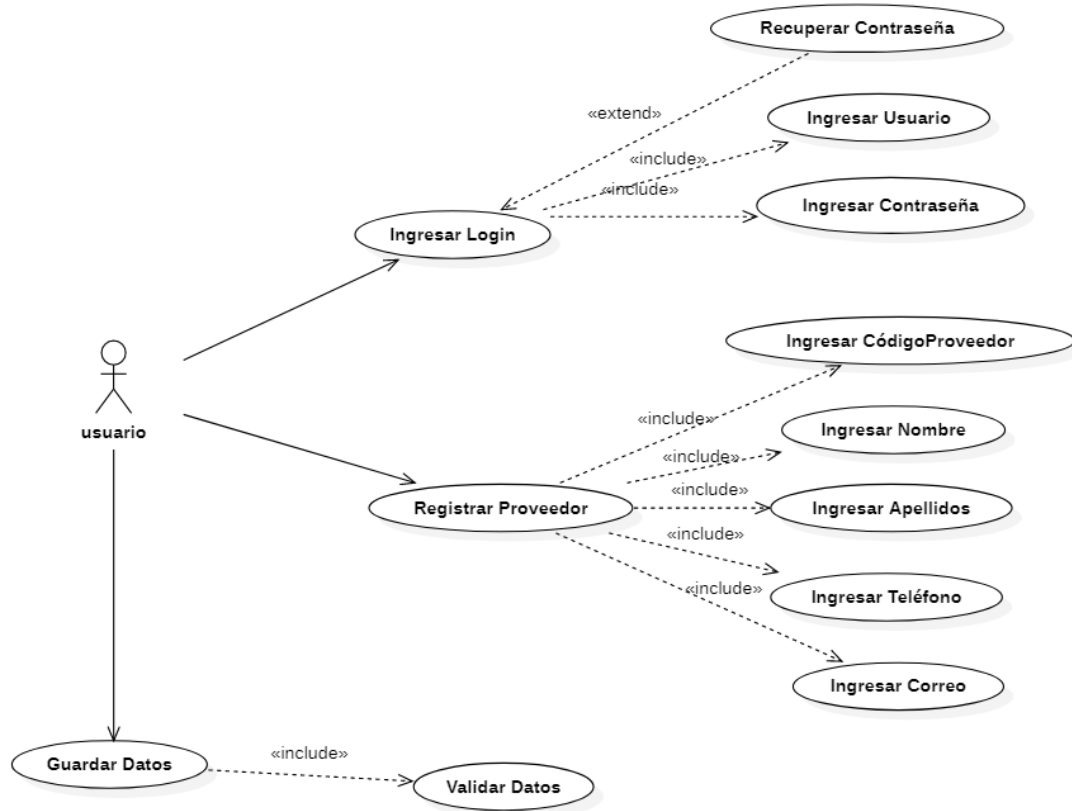 Recuperar Contraseña
«extend»
Ingresar Usuario
«include»
«include»
Ingresar Contraseña
Ingresar Login
Ingresar CódigoProveedor
«include»
Ingresar Nombre
«include»
usuario
«include»
Registrar Proveedor
Ingresar Apellidos
«include»
«include»
Ingresar Teléfono
Ingresar Correo
«include»
Guardar Datos
Validar Datos